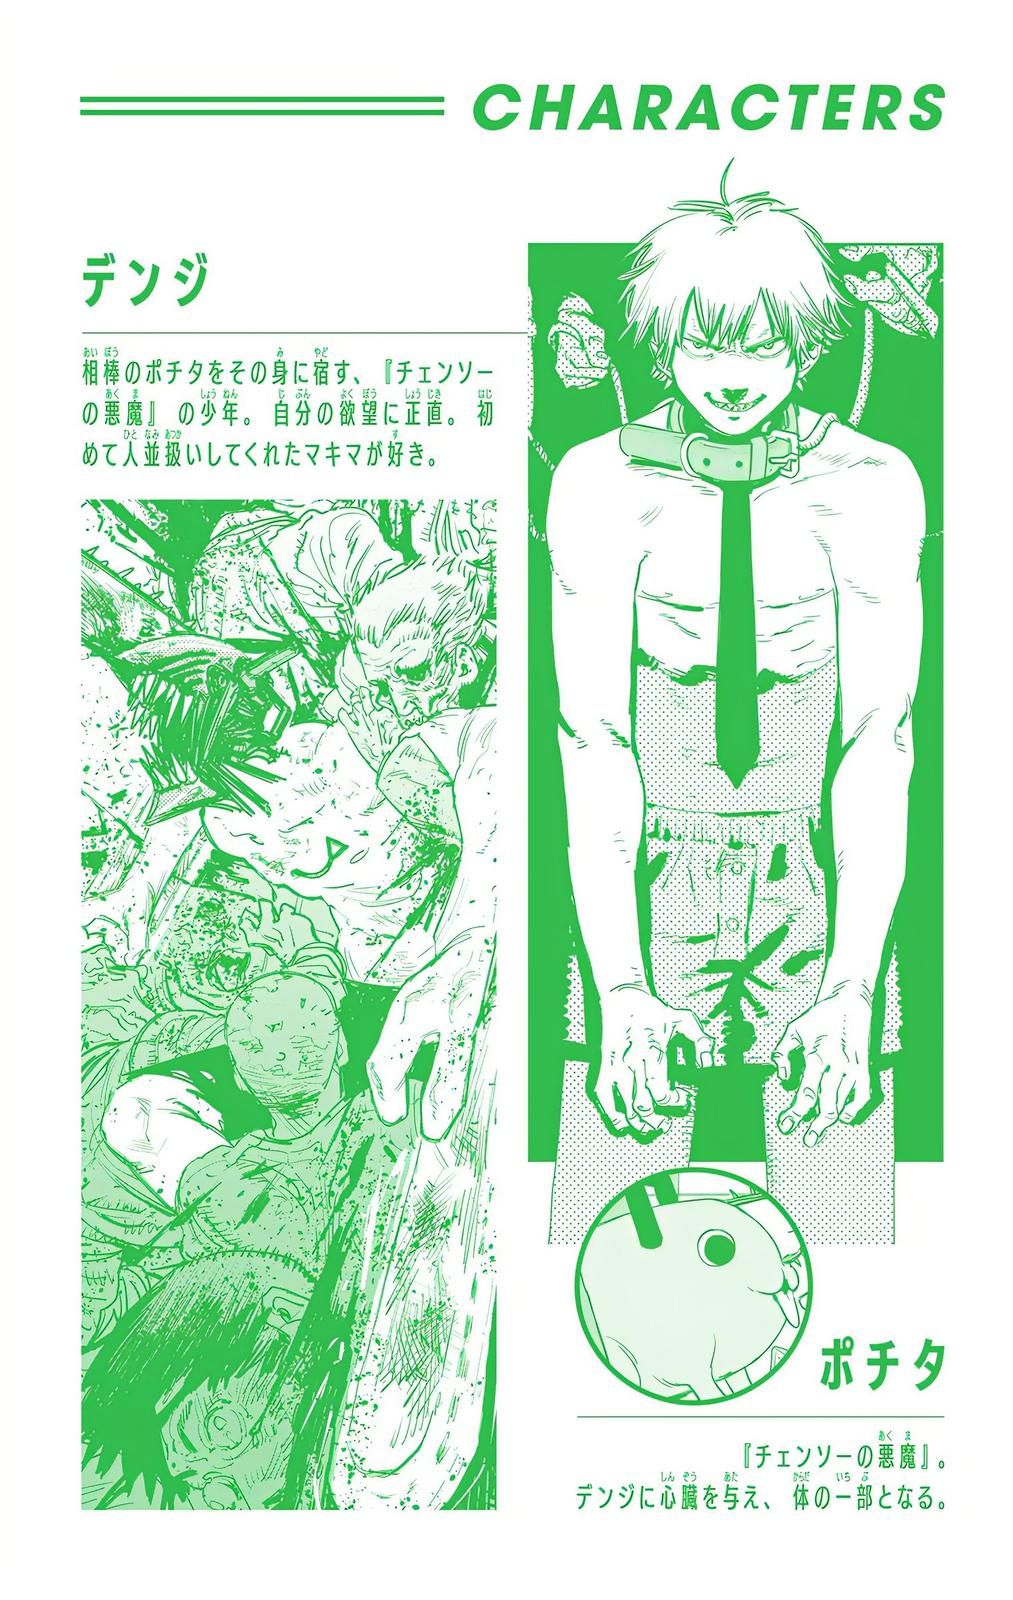 CHARACTERS
デンジ
相棒のポチタをその身に宿す、『チェンソー
の悪魔』の少年。自分の欲望に正直。初
めて人並扱いしてくれたマキマが好き。
ポチタ
『チェンソーの悪魔』。
デンジに心臓を与え、体の一部となる。